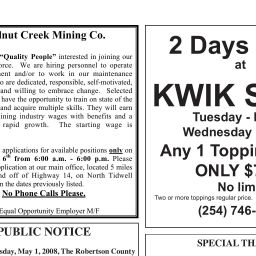 lnut Creek Mining Co.
"Quality People" interested in joining our
orce. We are hiring personnel to operate
ent and/or to work in our maintenance
o are dedicated, responsible, self-motivated,
and willing to embrace change. Selected
have the opportunity to train on state of the
and acquire multiple skills. They will earn
ining industry wages with benefits and a
rapid growth. The starting wage is
applications for available positions only on
6th from 6:00 a.m. - 6:00 p.m. Please
pplication at our main office, located 5 miles
nd off of Highway 14, on North Tidwell
n the dates previously listed.
No Phone Calls Please.
Equal Opportunity Employer M/F
PUBLIC NOTICE
sday, May 1, 2008, The Robertson County
2 Days
at
KWIK S
Tuesday -
Wednesday
Any 1 Toppin
ONLY $
No lim
Two or more toppings regular price.
(254) 746-
SPECIAL TH